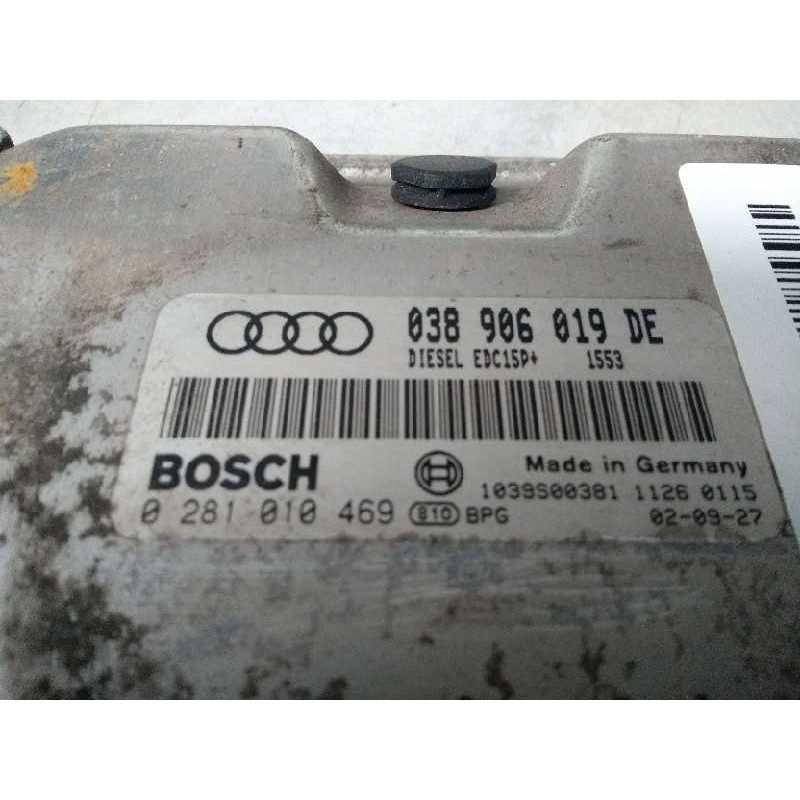 038 906 019 DE
DIESEL EDC15P+ 1553
BOSCH
Made in Germany
1039S00381 1126 0115
0 281 010 469 810 BPG 02-09-27